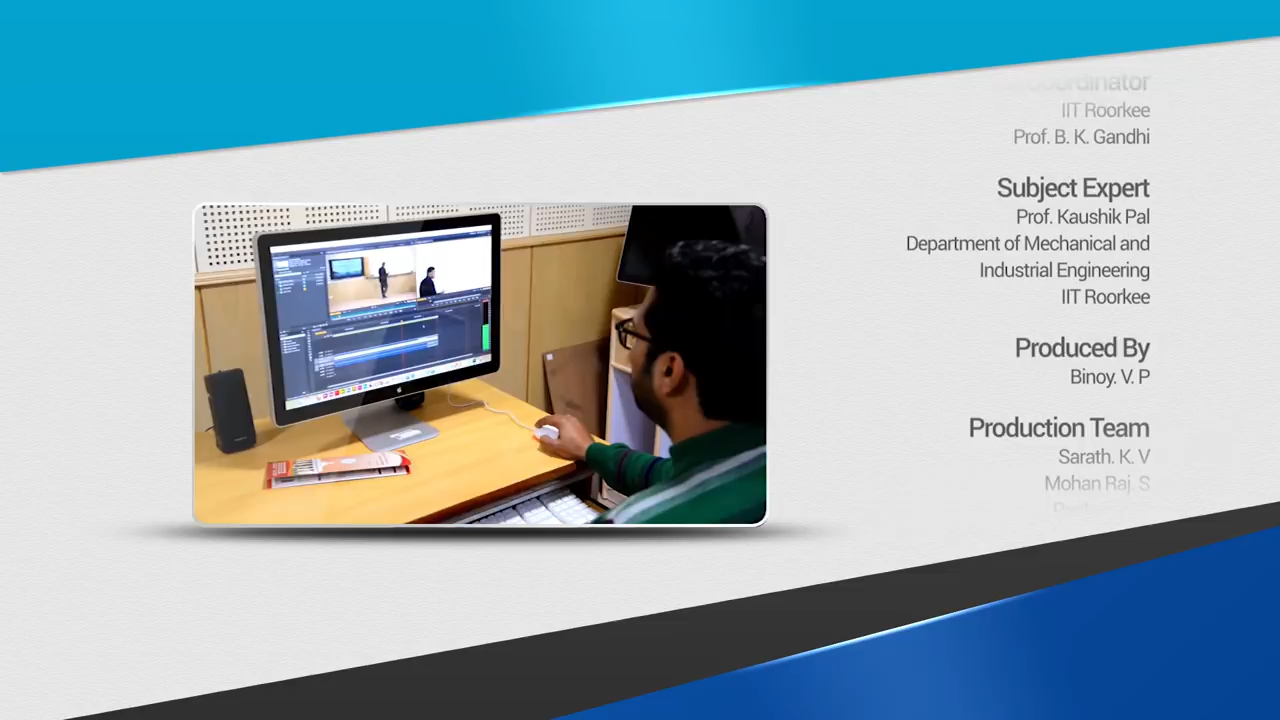 Coordinator
IIT Roorkee
Prof. B. K. Gandhi
Subject Expert
Prof. Kaushik Pal
Department of Mechanical and
Industrial Engineering
IIT Roorkee
Produced By
Binoy. V. P
Production Team
Sarath. K. V
Mohan Raj. S